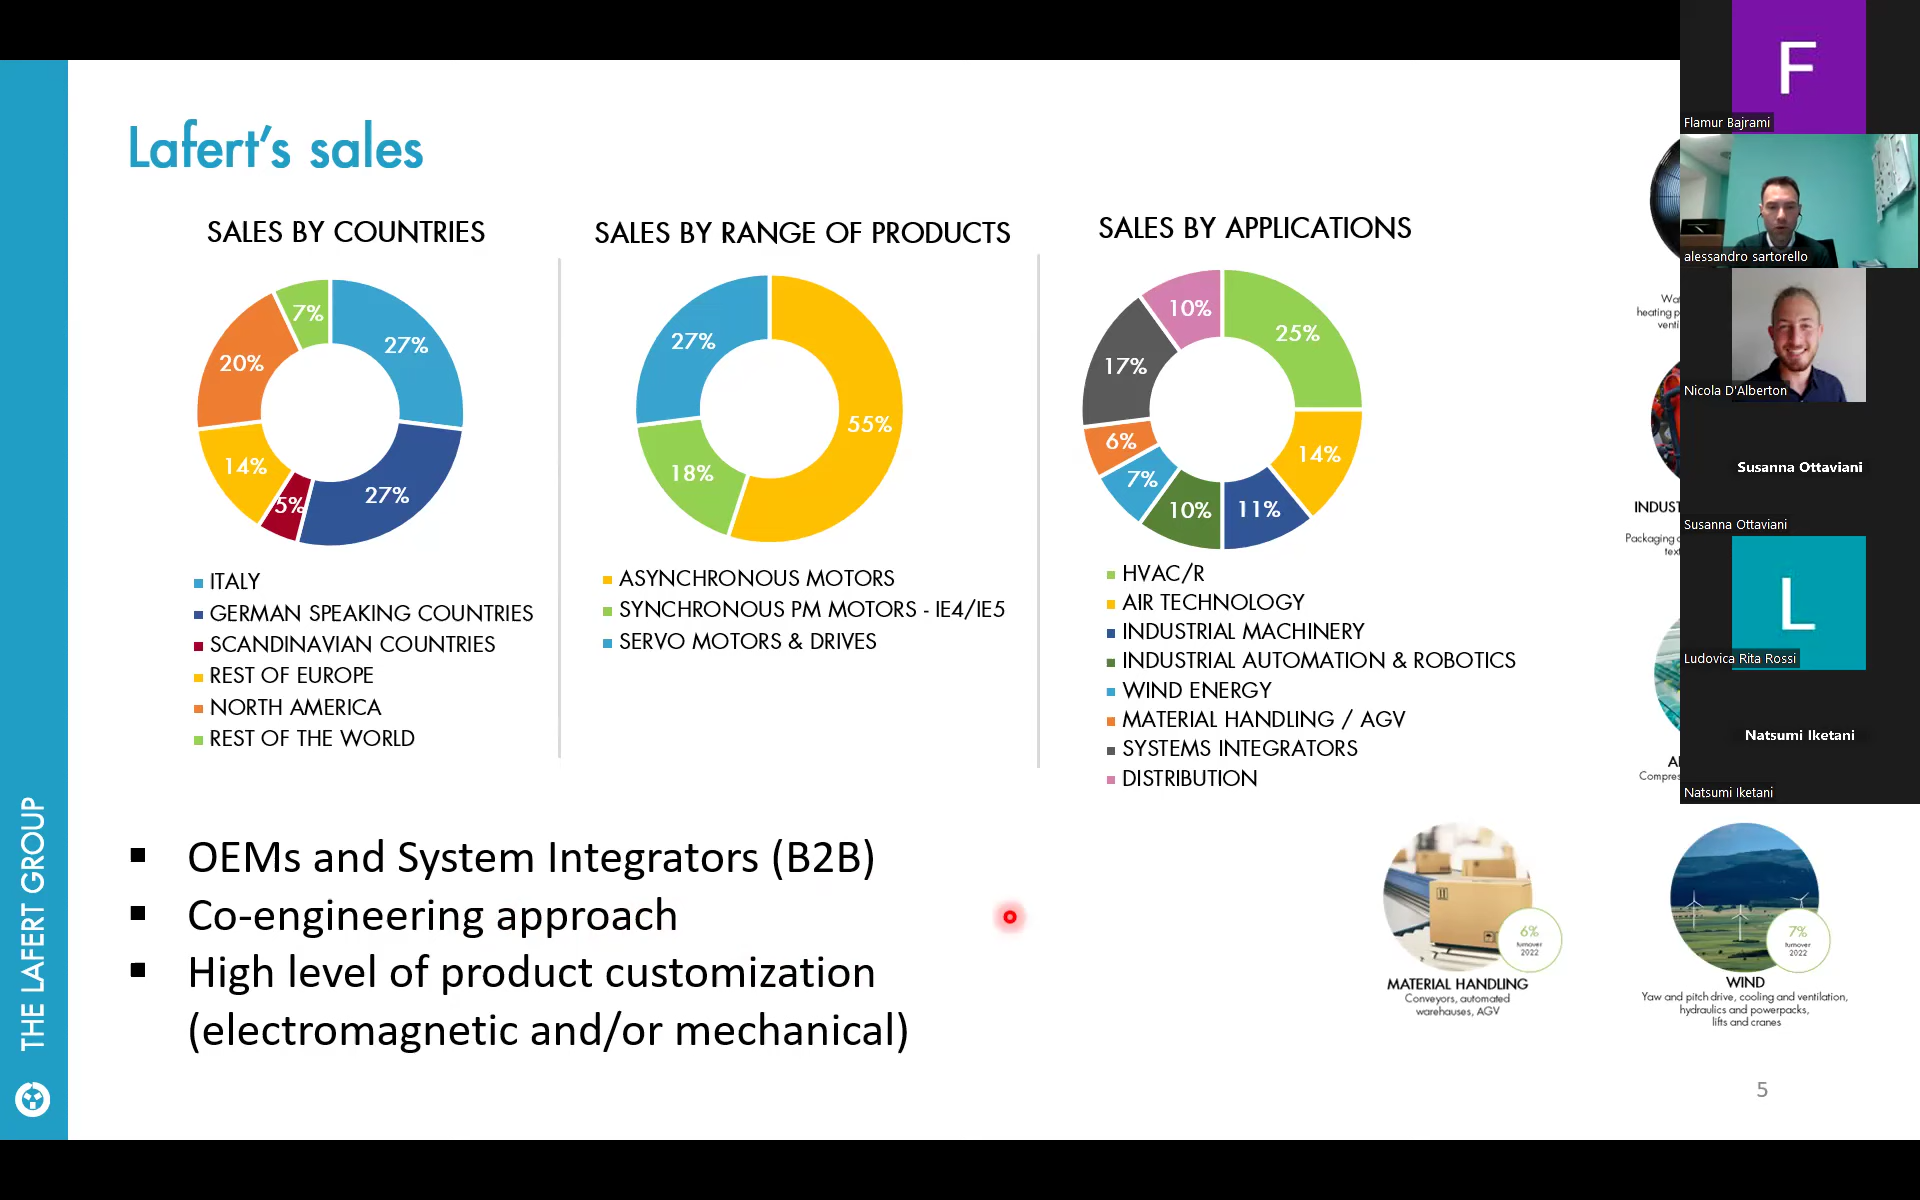 Lafert's sales
SALES BY COUNTRIES
7%
27%
20%
14%
5%
27%
ITALY
GERMAN SPEAKING COUNTRIES
SCANDINAVIAN COUNTRIES
REST OF EUROPE
NORTH AMERICA
REST OF THE WORLD
SALES BY RANGE OF PRODUCTS
27%
55%
18%
ASYNCHRONOUS MOTORS
SYNCHRONOUS PM MOTORS - IE4/IE5
SERVO MOTORS & DRIVES
SALES BY APPLICATIONS
10%
25%
17%
6%
14%
7%
10%
11%
HVAC/R
AIR TECHNOLOGY
INDUSTRIAL MACHINERY
INDUSTRIAL AUTOMATION & ROBOTICS
WIND ENERGY
MATERIAL HANDLING / AGV
SYSTEMS INTEGRATORS
DISTRIBUTION
OEMs and System Integrators (B2B)
Co-engineering approach
High level of product customization
(electromagnetic and/or mechanical)
6%
turnover
2022
MATERIAL HANDLING
Conveyors, automated
warehouses, AGV
7%
turnover
2022
WIND
Yaw and pitch drive, cooling and ventilation,
hydraulics and powerpacks,
lifts and cranes
5
THE LAFERT GROUP
heating
Packaging
F
Flamur Bajrami
alessandro sartorello
Nicola D'Alberton
Susanna Ottaviani
Susanna Ottaviani
L
Ludovica Rita Rossi
Natsumi Iketani
Natsumi Iketani